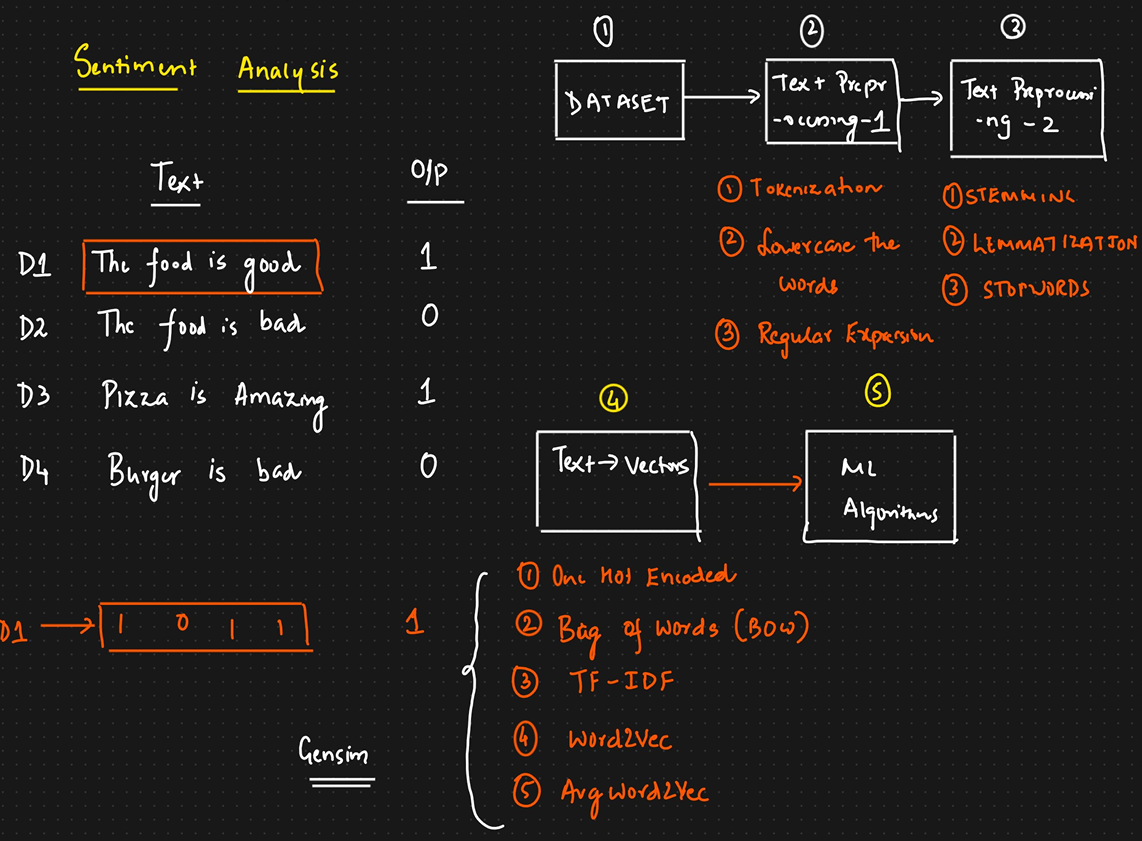 Sentiment Analysis
Text O/P
D1 The food is good 1
D2 The food is bad 0
D3 Pizza is Amazing 1
D4 Burger is bad 0
D1 → 1 0 1 1 1
Gensim
① DATASET
② Text Prepr
-ocessing-1
① Tokenization
② Lowercase the
words
③ Regular Expression
③ Text Preprocessi
-ng - 2
① STEMMING
② LEMMATIZATION
③ STOPWORDS
④ Text → Vectors
① One Hot Encoded
② Bag of words (BOW)
③ TF-IDF
④ Word2Vec
⑤ AvgWord2Vec
⑤ ML
Algorithms